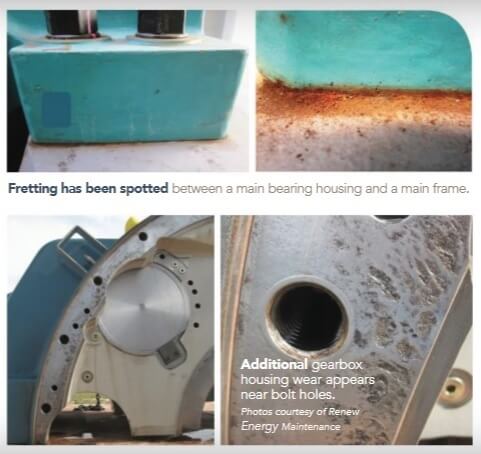 Fretting has been spotted between a main bearing housing and a main frame.
Additional gearbox
housing wear appears
near bolt holes.
Photos courtesy of Renew
Energy Maintenance